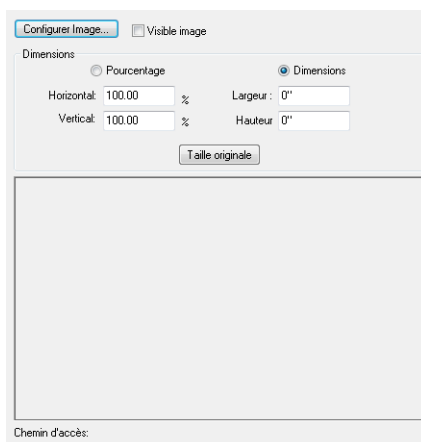 Configurer Image... Visible image
Dimensions
Pourcentage Dimensions
Horizontal: 100.00 % Largeur : 0"
Vertical: 100.00 % Hauteur 0"
Taille originale
Chemin d'accès: